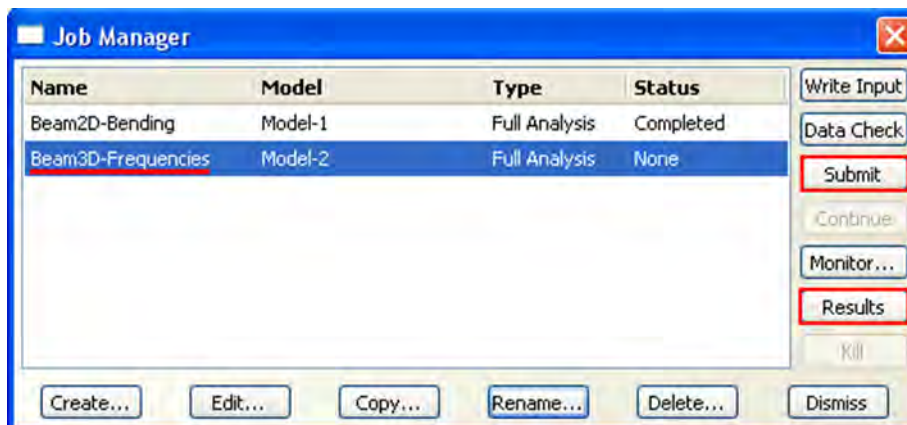 Job Manager
Name Model Type Status
Beam2D-Bending Model-1 Full Analysis Completed
Beam3D-Frequencies Model-2 Full Analysis None
Write Input
Data Check
Submit
Continue
Monitor...
Results
Kill
Create... Edit... Copy... Rename... Delete... Dismiss